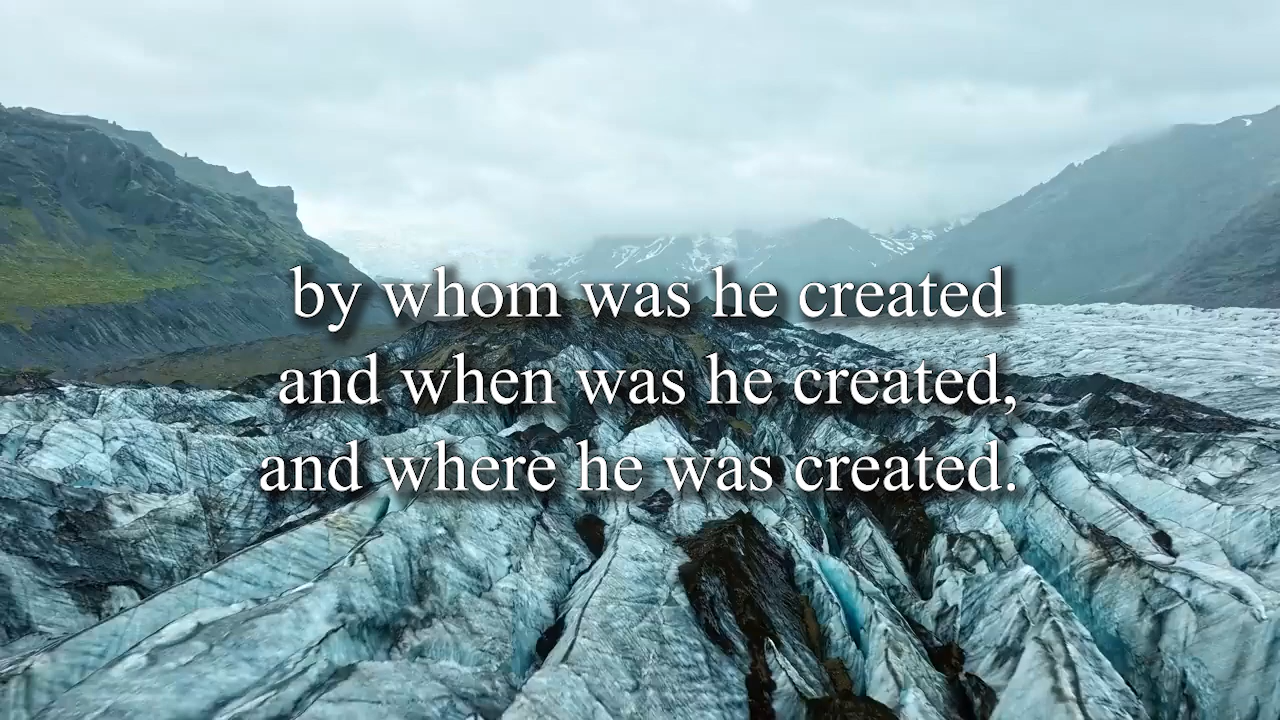 by whom was he created
and when was he created,
and where he was created.